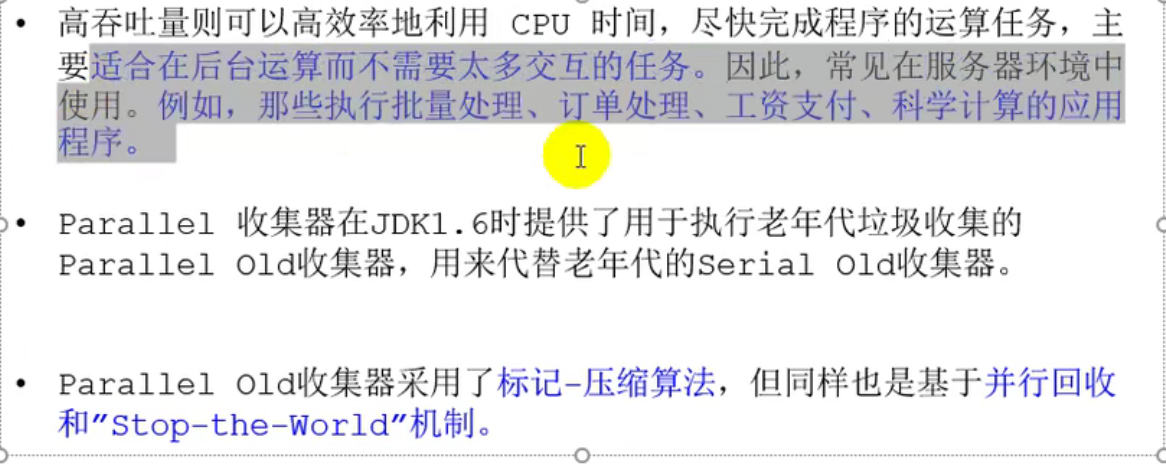 • 高吞吐量则可以高效率地利用 CPU 时间，尽快完成程序的运算任务，主
要适合在后台运算而不需要太多交互的任务。因此，常见在服务器环境中
使用。例如，那些执行批量处理、订单处理、工资支付、科学计算的应用
程序。
• Parallel 收集器在JDK1.6时提供了用于执行老年代垃圾收集的
Parallel Old收集器，用来代替老年代的Serial Old收集器。
• Parallel Old收集器采用了标记-压缩算法，但同样也是基于并行回收
和”Stop-the-World”机制。